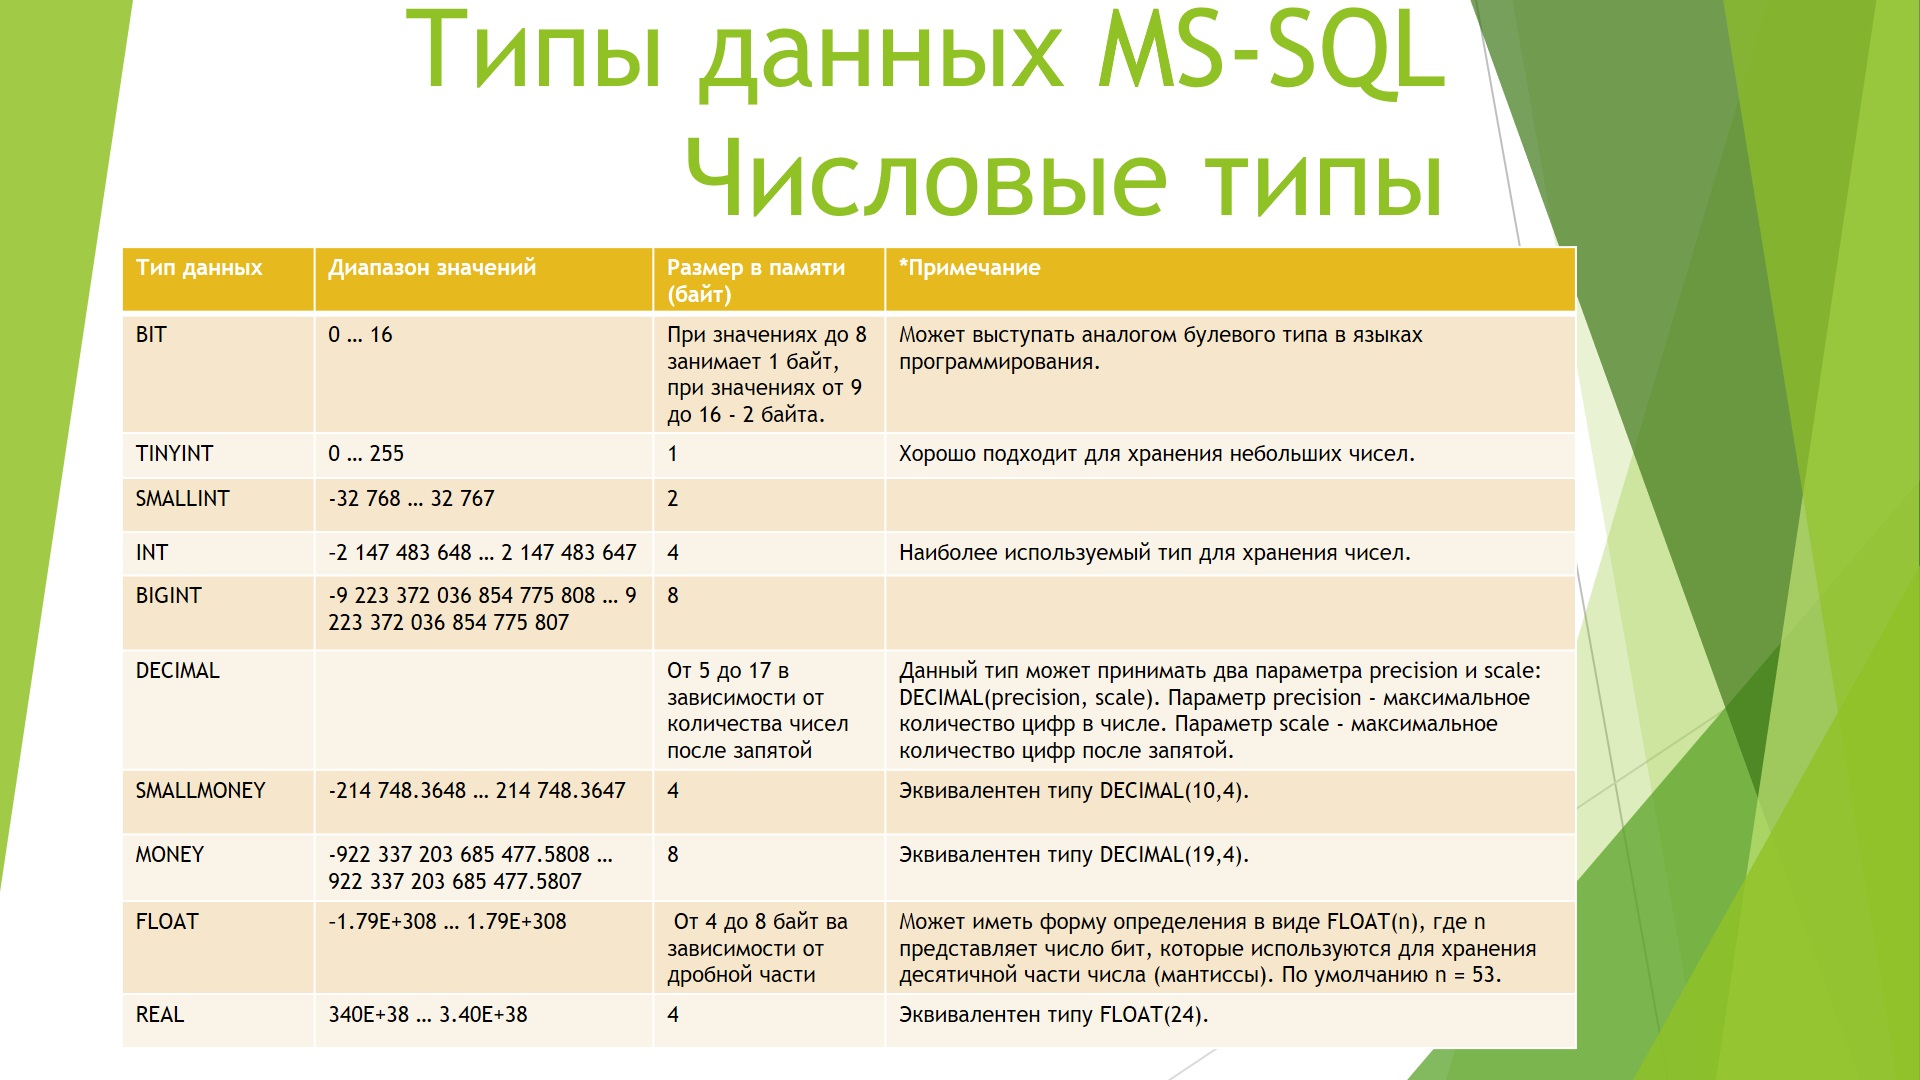 Типы данных MS-SQL
Числовые типы
Тип данных
Диапазон значений
Размер в памяти
(байт)
*Примечание
BIT
0 ... 16
При значениях до 8
занимает 1 байт,
при значениях от 9
до 16 - 2 байта.
Может выступать аналогом булевого типа в языках
программирования.
TINYINT
0 ... 255
1
Хорошо подходит для хранения небольших чисел.
SMALLINT
-32 768 ... 32 767
2
INT
-2 147 483 648 ... 2 147 483 647
4
Наиболее используемый тип для хранения чисел.
BIGINT
-9 223 372 036 854 775 808 ... 9
223 372 036 854 775 807
8
DECIMAL
От 5 до 17 в
зависимости от
количества чисел
после запятой
Данный тип может принимать два параметра precision и scale:
DECIMAL(precision, scale). Параметр precision - максимальное
количество цифр в числе. Параметр scale - максимальное
количество цифр после запятой.
SMALLMONEY
-214 748.3648 ... 214 748.3647
4
Эквивалентен типу DECIMAL(10,4).
MONEY
-922 337 203 685 477.5808 ...
922 337 203 685 477.5807
8
Эквивалентен типу DECIMAL(19,4).
FLOAT
-1.79E+308 ... 1.79E+308
От 4 до 8 байт ва
зависимости от
дробной части
Может иметь форму определения в виде FLOAT(n), где n
представляет число бит, которые используются для хранения
десятичной части числа (мантиссы). По умолчанию n = 53.
REAL
340E+38 ... 3.40E+38
4
Эквивалентен типу FLOAT(24).